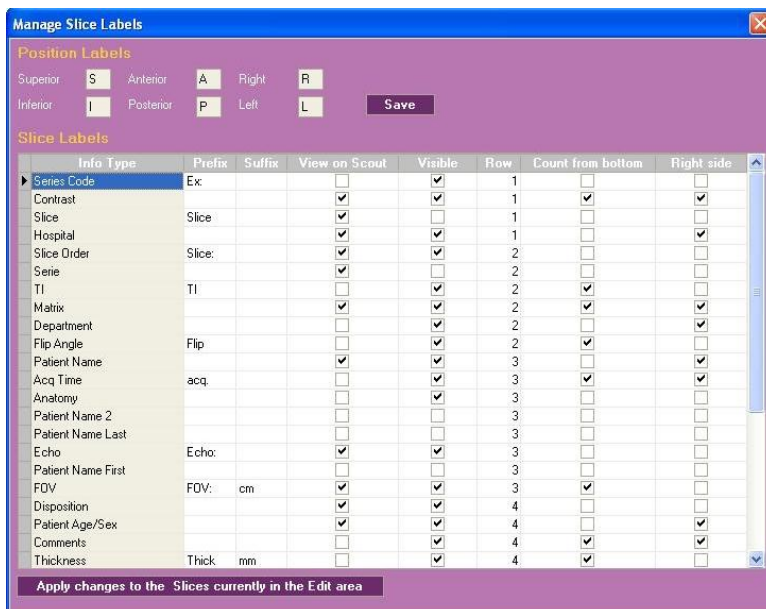 Manage Slice Labels
Position Labels
Superior S Anterior A Right R
Inferior I Posterior P Left L Save
Slice Labels
Info Type Prefix Suffix View on Scout Visible Row Count from bottom Right side
Series Code Ex: 1
Contrast 1
Slice Slice 1
Hospital 1
Slice Order Slice: 2
Serie 2
TI TI 2
Matrix 2
Department 2
Flip Angle Flip 2
Patient Name 3
Acq Time acq. 3
Anatomy 3
Patient Name 2 3
Patient Name Last 3
Echo Echo: 3
Patient Name First 3
FOV FOV: cm 3
Disposition 4
Patient Age/Sex 4
Comments 4
Thickness Thick mm 4
Apply changes to the Slices currently in the Edit area